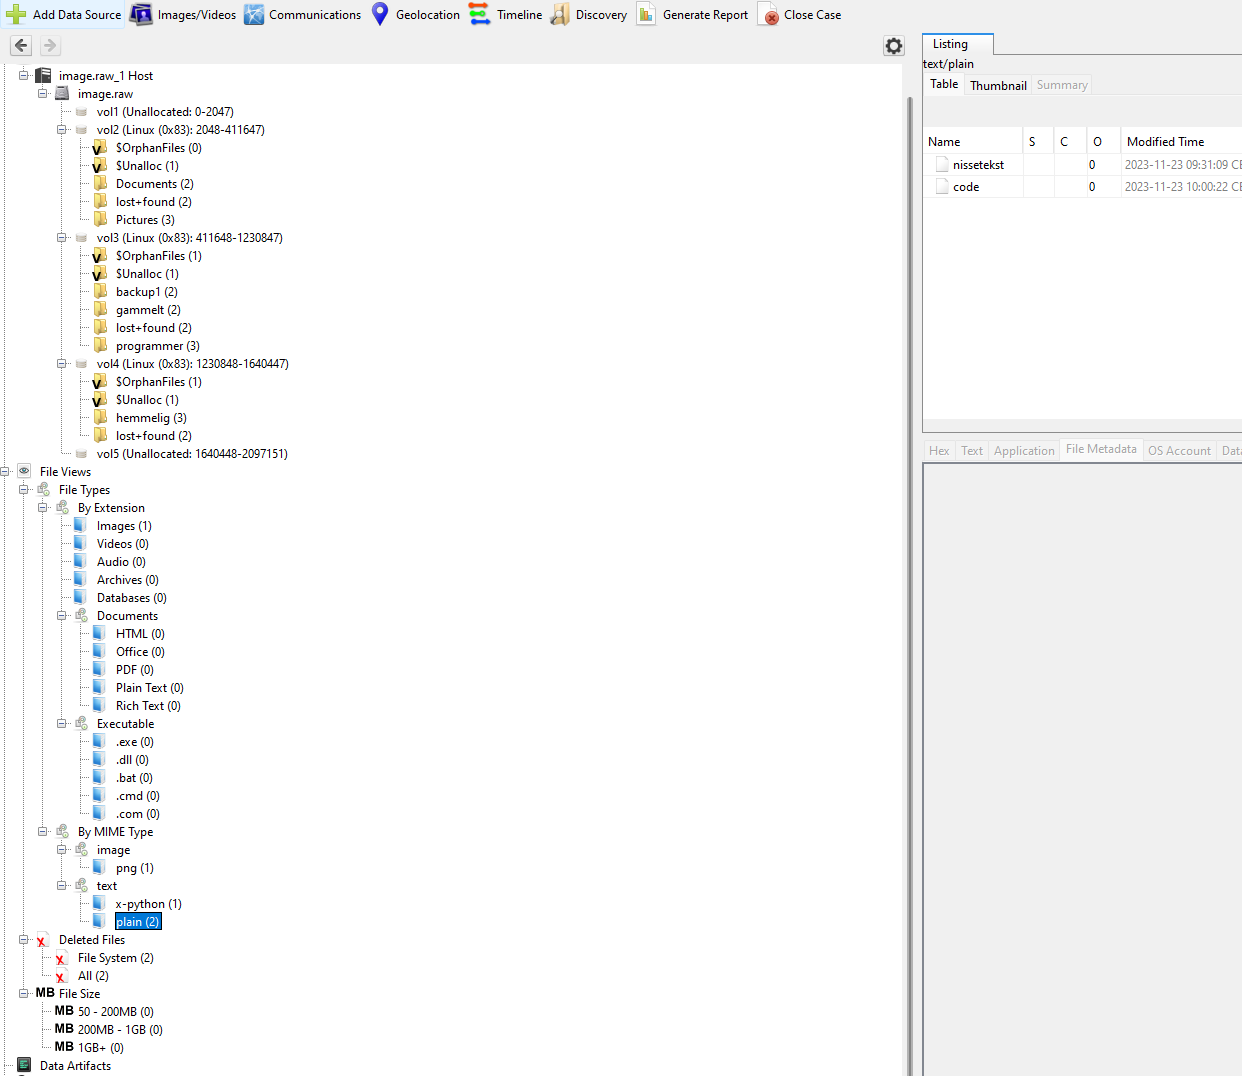 Add Data Source Images/Videos Communications Geolocation Timeline Discovery Generate Report Close Case
image.raw_1 Host
image.raw
vol1 (Unallocated: 0-2047)
vol2 (Linux (0x83): 2048-411647)
$OrphanFiles (0)
$Unalloc (1)
Documents (2)
lost+found (2)
Pictures (3)
vol3 (Linux (0x83): 411648-1230847)
$OrphanFiles (1)
$Unalloc (1)
backup1 (2)
gammelt (2)
lost+found (2)
programmer (3)
vol4 (Linux (0x83): 1230848-1640447)
$OrphanFiles (1)
$Unalloc (1)
hemmelig (3)
lost+found (2)
vol5 (Unallocated: 1640448-2097151)
File Views
File Types
By Extension
Images (1)
Videos (0)
Audio (0)
Archives (0)
Databases (0)
Documents
HTML (0)
Office (0)
PDF (0)
Plain Text (0)
Rich Text (0)
Executable
.exe (0)
.dll (0)
.bat (0)
.cmd (0)
.com (0)
By MIME Type
image
png (1)
text
x-python (1)
plain (2)
Deleted Files
File System (2)
All (2)
MB File Size
MB 50 - 200MB (0)
MB 200MB - 1GB (0)
MB 1GB+ (0)
Data Artifacts
Listing
text/plain
Table Thumbnail Summary
Name S C O Modified Time
nissetekst 0 2023-11-23 09:31:09 CE
code 0 2023-11-23 10:00:22 CE
Hex Text Application File Metadata OS Account Data